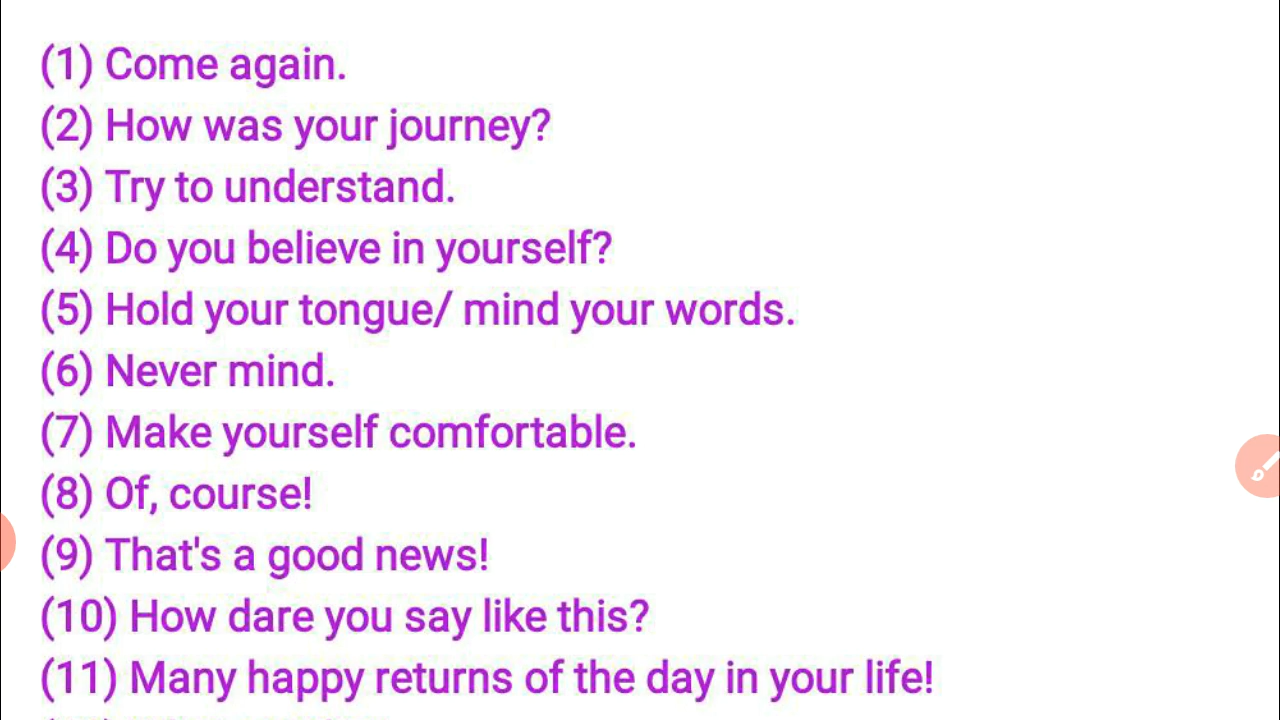 (1) Come again.
(2) How was your journey?
(3) Try to understand.
(4) Do you believe in yourself?
(5) Hold your tongue/ mind your words.
(6) Never mind.
(7) Make yourself comfortable.
(8) Of, course!
(9) That's a good news!
(10) How dare you say like this?
(11) Many happy returns of the day in your life!